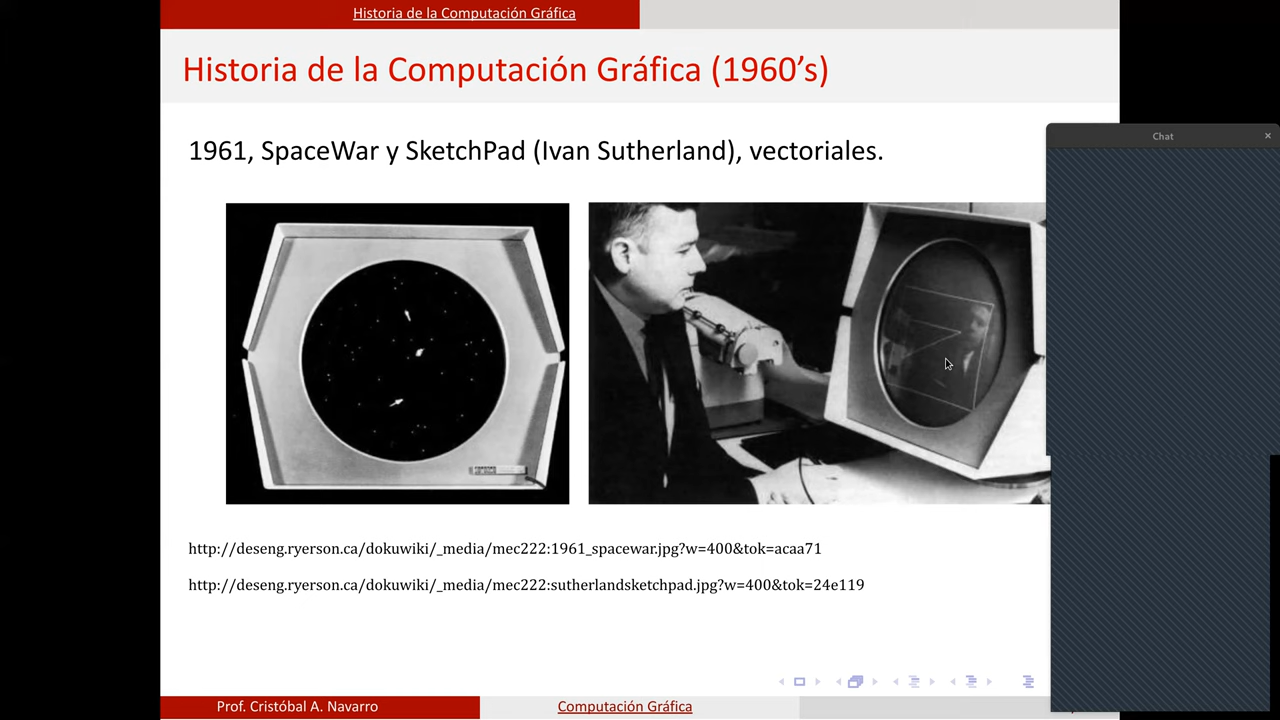 Historia de la Computación Gráfica
Historia de la Computación Gráfica (1960’s)
1961, SpaceWar y SketchPad (Ivan Sutherland), vectoriales.
Chat
×
http://deseng.ryerson.ca/dokuwiki/_media/mec222:1961_spacewar.jpg?w=400&tok=acaa71
http://deseng.ryerson.ca/dokuwiki/_media/mec222:sutherlandsketchpad.jpg?w=400&tok=24e119
Prof. Cristóbal A. Navarro
Computación Gráfica